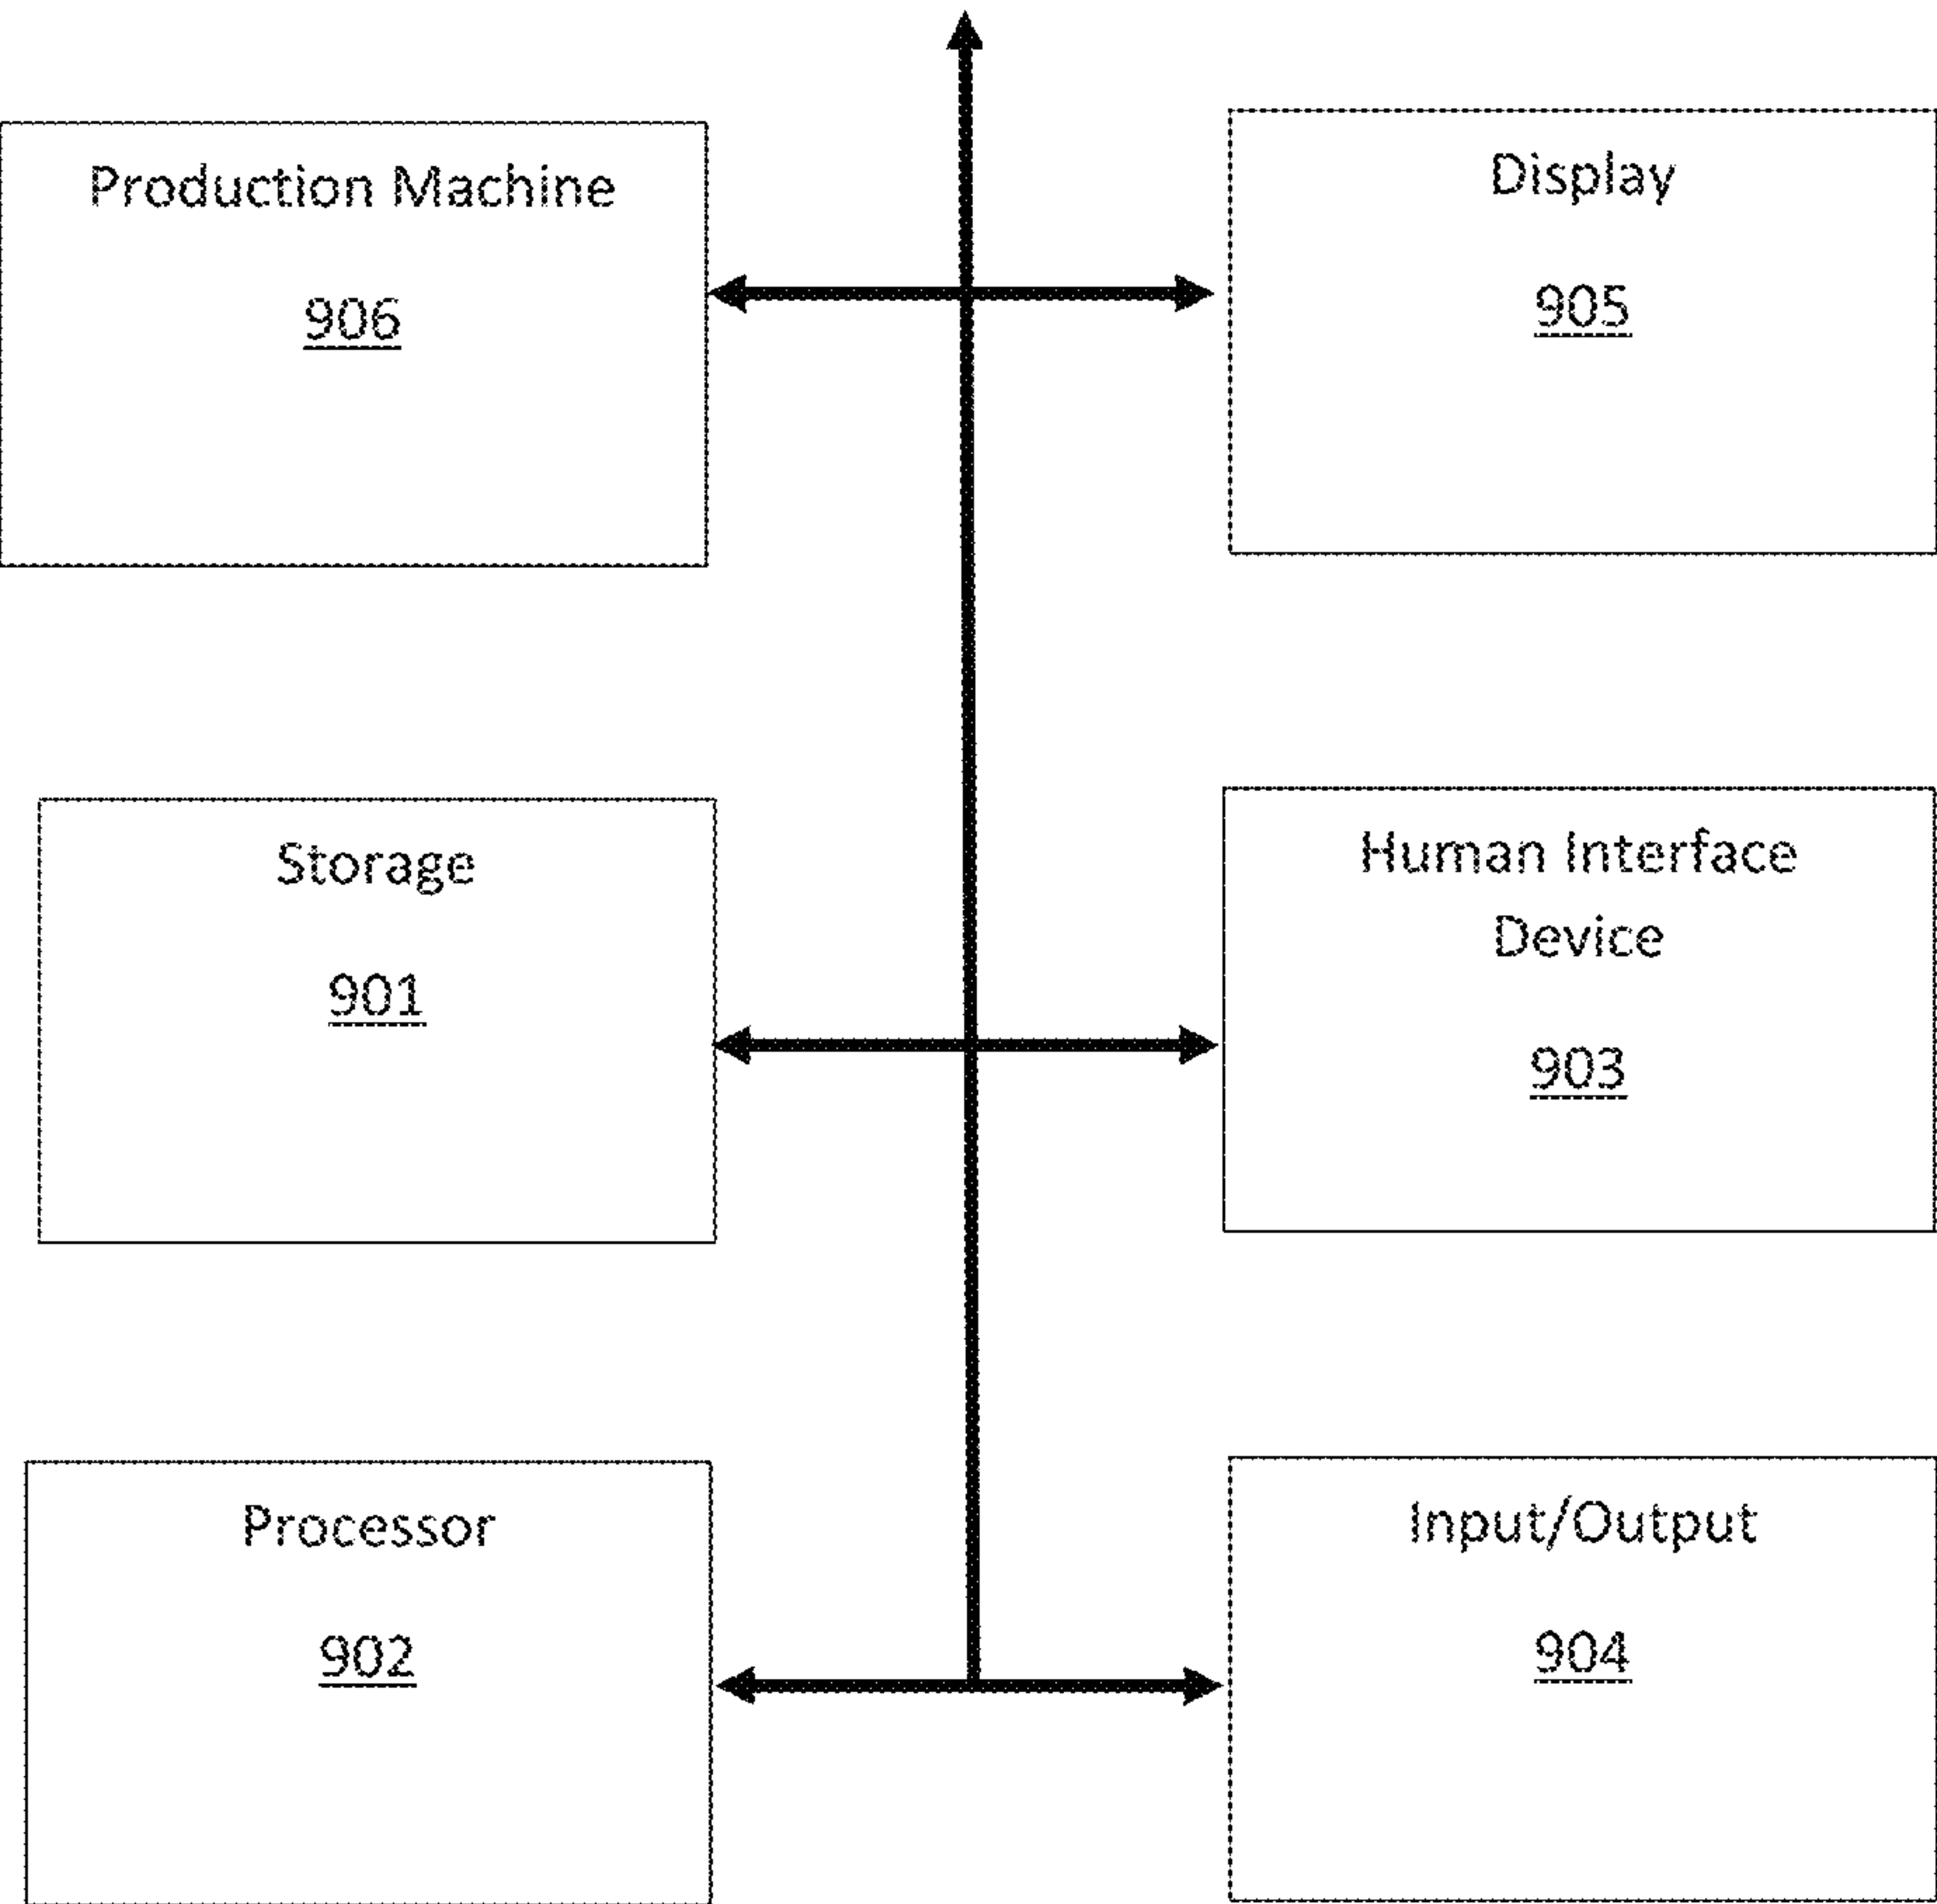 Production Machine
906
Display
905
Storage
901
Human Interface
Device
903
Processor
902
Input/Output
904